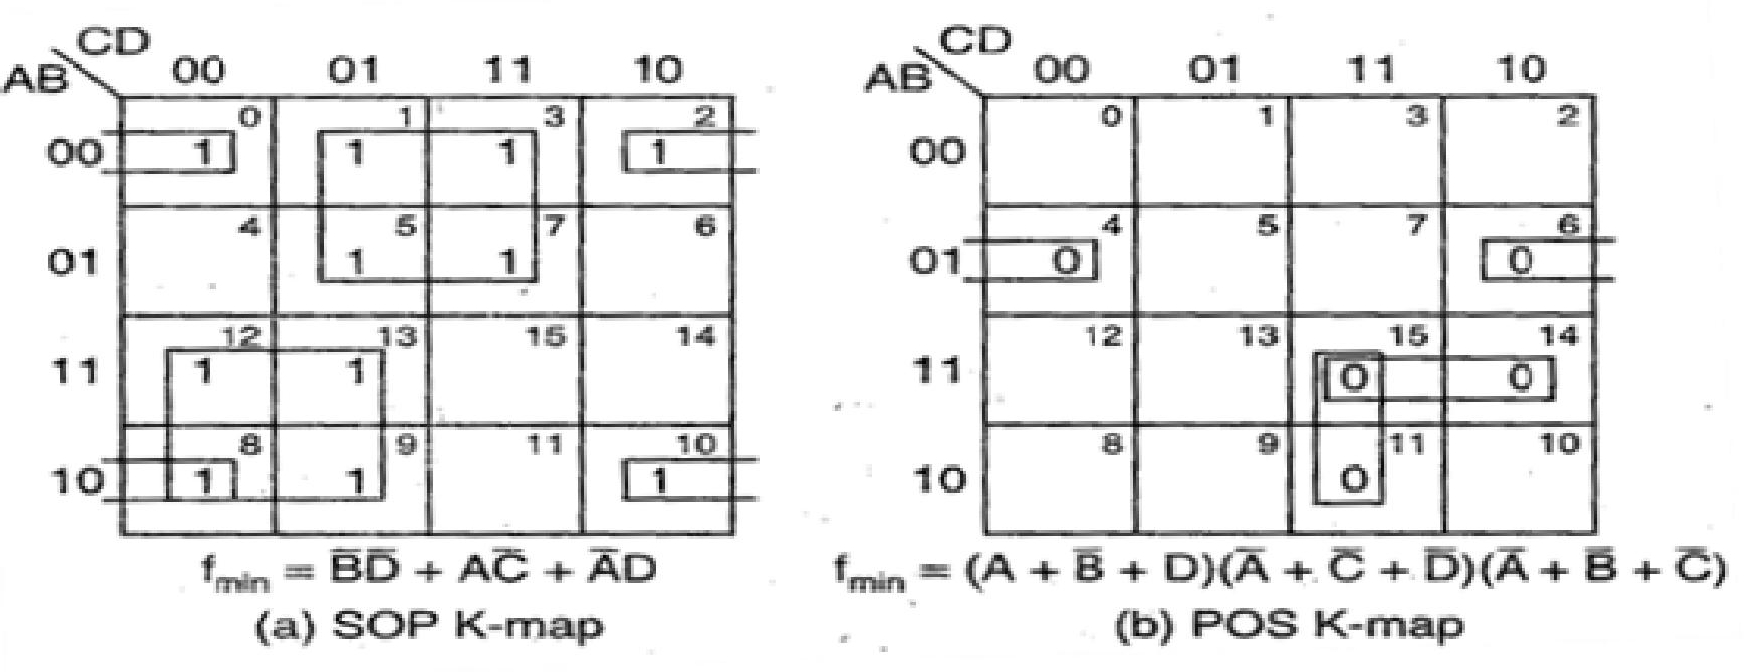 CD CD
AB 00 01 11 10 AB 00 01 11 10
0 1 3 2 0 1 3 2
00 1 1 1 1 00
4 5 7 6 4 5 7 6
01 1 1 01 0 0
12 13 15 14 12 13 15 14
11 1 1 11 0 0
8 9 11 10 8 9 11 10
10 1 1 1 10 0
f_min = B̅D̅ + AC̅ + A̅D f_min = (A + B̅ + D)(A̅ + C̅ + D̅)(A̅ + B̅ + C̅)
(a) SOP K-map (b) POS K-map